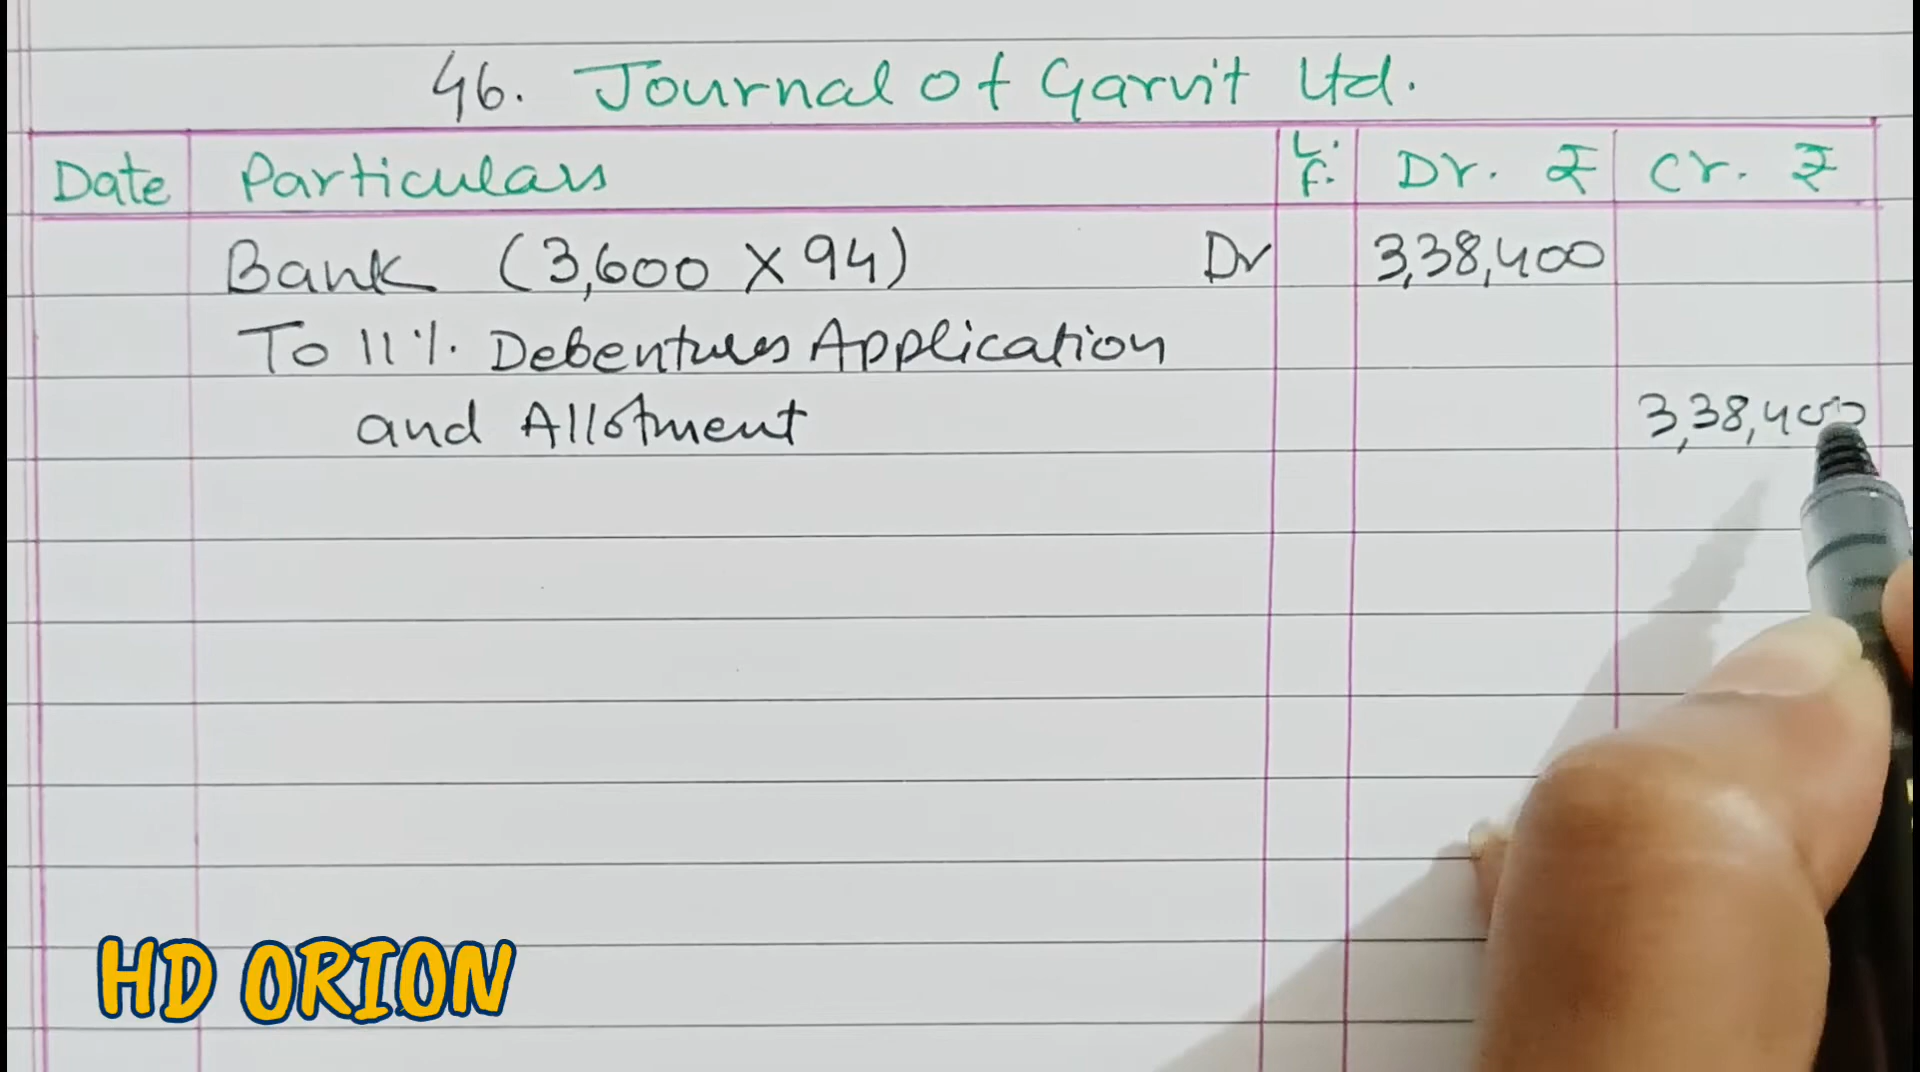 46. Journal of Garvit Ltd.
Date Particulars L.F. Dr. ₹ Cr. ₹
Bank (3,600 X 94) Dr 3,38,400
To 11%. Debentures Application
and Allotment 3,38,400
HD ORION